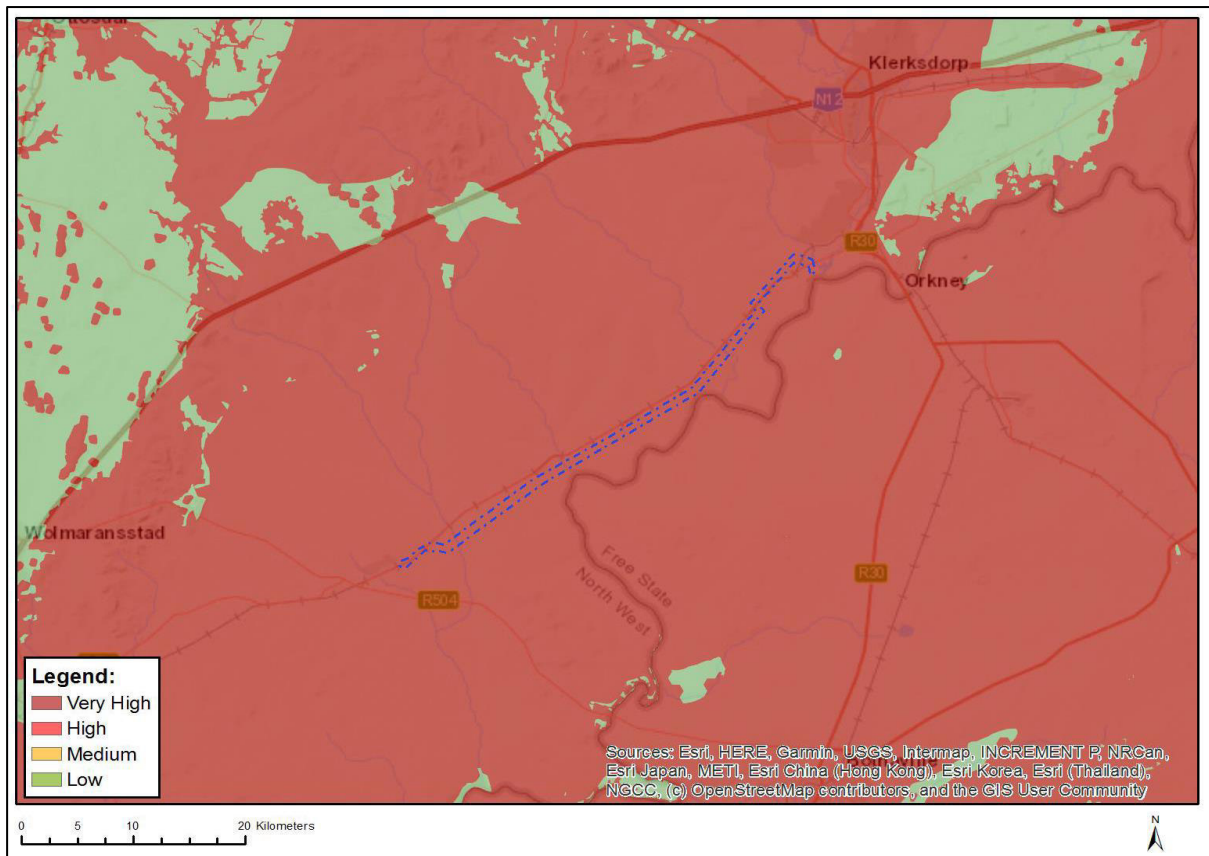 Klerksdorp
N12
R30
Orkney
Wolmaransstad
R504
Free State
North West
R30
Legend:
Very High
High
Medium
Low
Sources: Esri, HERE, Garmin, USGS, Intermap, INCREMENT P, NRCan,
Esri Japan, METI, Esri China (Hong Kong), Esri Korea, Esri (Thailand),
NGCC, (c) OpenStreetMap contributors, and the GIS User Community
0 5 10 20 Kilometers
N